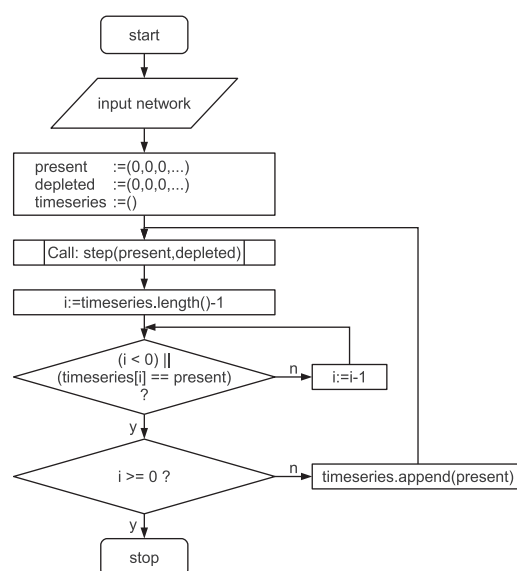 start
input network
present :=(0,0,0,...)
depleted :=(0,0,0,...)
timeseries :=()
Call: step(present,depleted)
i:=timeseries.length()-1
(i < 0) ||
(timeseries[i] == present)
?
n
i:=i-1
y
i >= 0 ?
n
timeseries.append(present)
y
stop